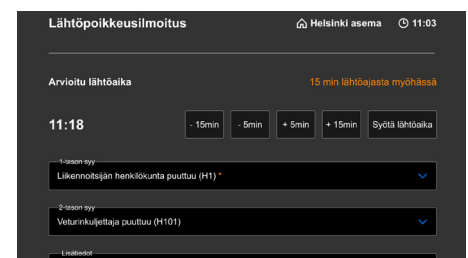 Lähtöpoikkeusilmoitus
Helsinki asema 11:03
Arvioitu lähtöaika
15 min lähtöajasta myöhässä
11:18
- 15min - 5min + 5min + 15min Syötä lähtöaika
1-tason syy
Liikennoitsijän henkilökunta puuttuu (H1) *
2-tason syy
Veturinkuljettaja puuttuu (H101)
Lisätiedot